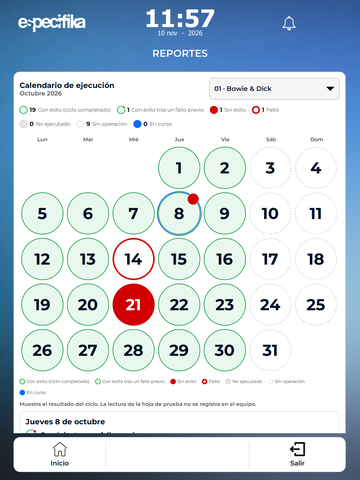 e-specifika
11:57
10 nov - 2026
REPORTES
Calendario de ejecución
Octubre 2026
01 - Bowie & Dick
19 Con éxito (ciclo completado) 1 Con éxito tras un fallo previo 1 Sin éxito 1 Faltó
0 No ejecutado 9 Sin operación 0 En curso
Lun Mar Mié Jue Vie Sáb Dom
1 2 3 4
5 6 7 8 9 10 11
12 13 14 15 16 17 18
19 20 21 22 23 24 25
26 27 28 29 30 31
Con éxito (ciclo completado) Con éxito tras un fallo previo Sin éxito Faltó No ejecutado Sin operación
En curso
Muestra el resultado del ciclo. La lectura de la hoja de prueba no se registra en el equipo.
Jueves 8 de octubre
Inicio Salir